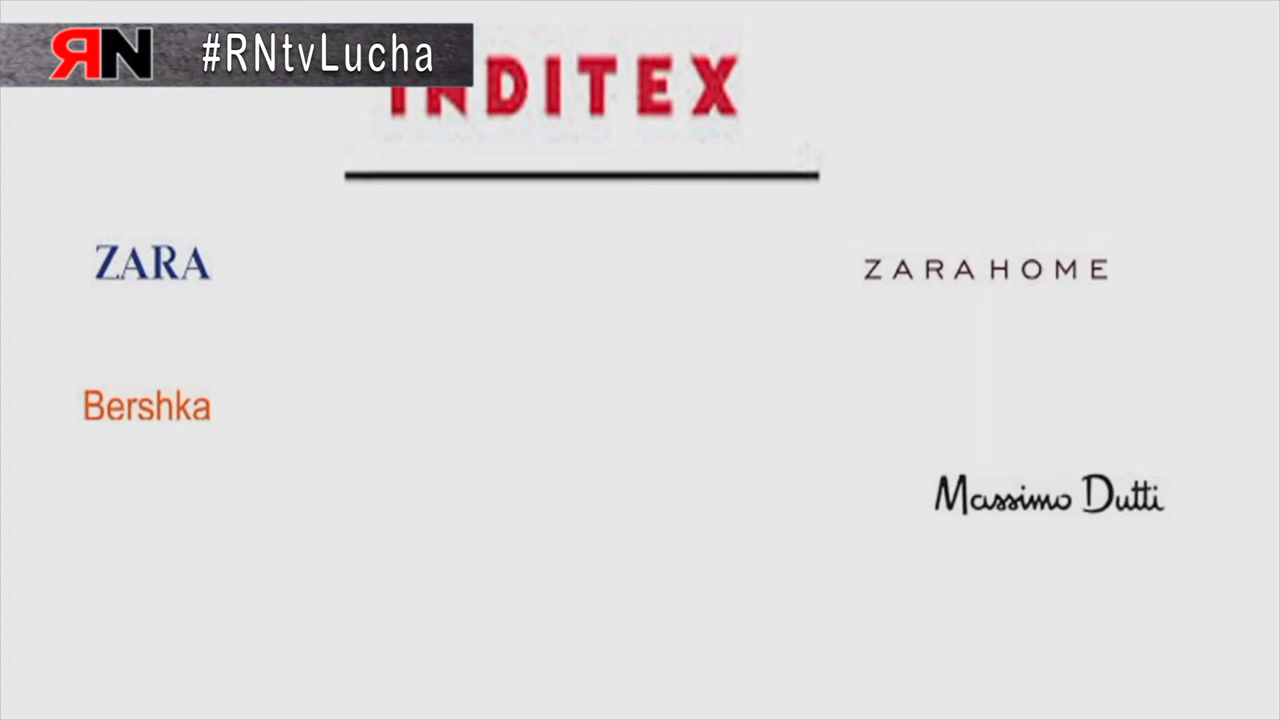 RN #RNtvLucha
INDITEX
ZARA
ZARAHOME
Bershka
Massimo Dutti